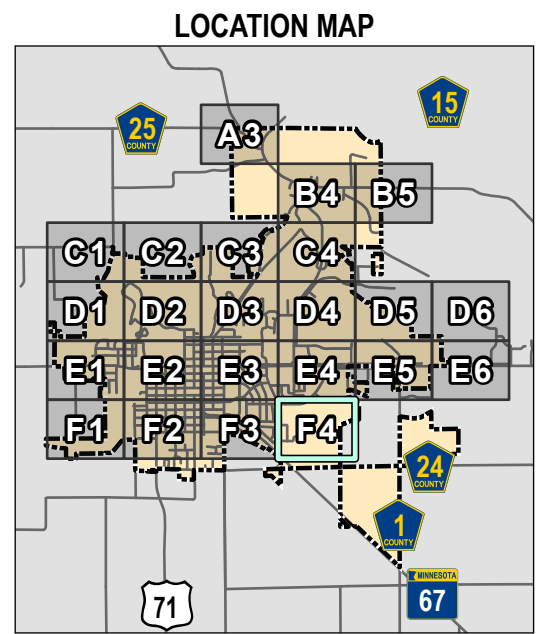 LOCATION MAP
15 COUNTY
25 COUNTY
A3
B4 B5
C1 C2 C3 C4
D1 D2 D3 D4 D5 D6
E1 E2 E3 E4 E5 E6
F1 F2 F3 F4
24 COUNTY
1 COUNTY
MINNESOTA
67
71